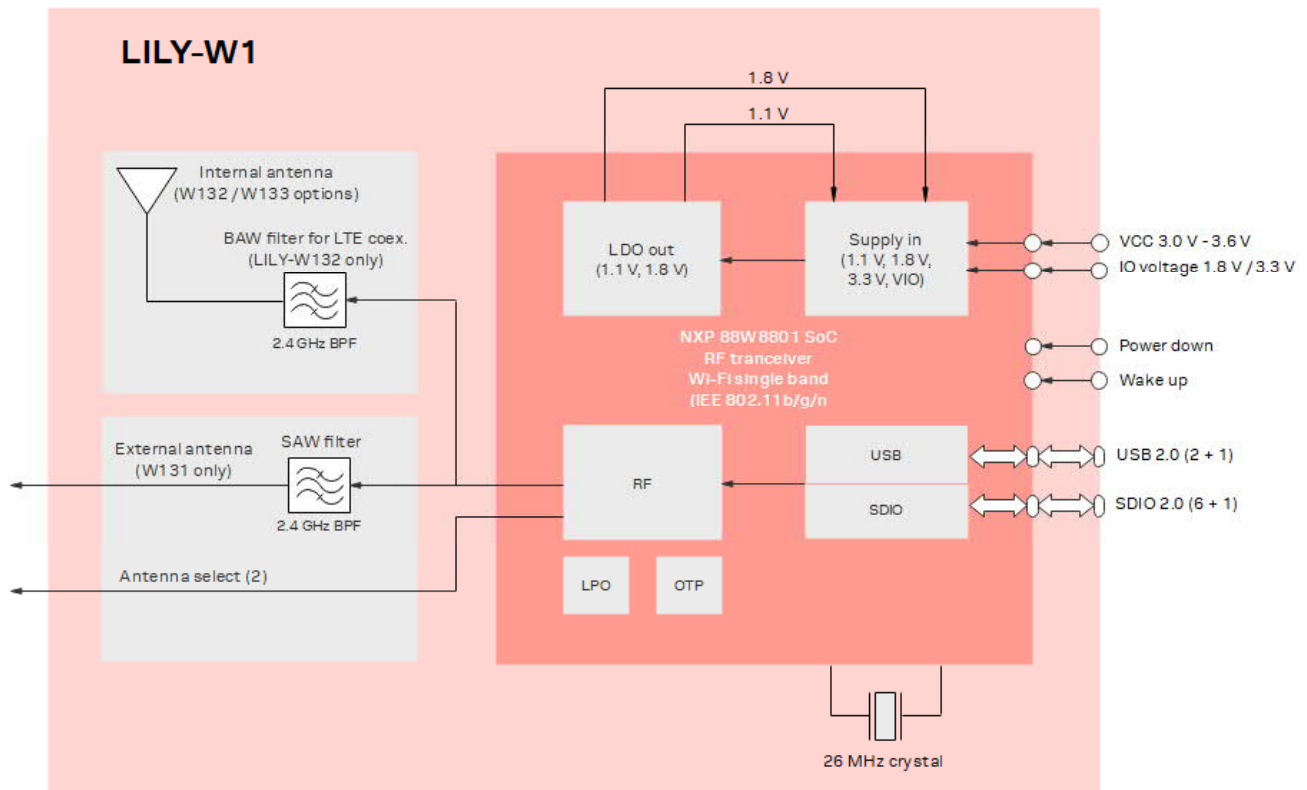 LILY-W1
1.8 V
1.1 V
Internal antenna
(W132 / W133 options)
BAW filter for LTE coex.
(LILY-W132 only)
2.4 GHz BPF
LDO out
(1.1 V, 1.8 V)
Supply in
(1.1 V, 1.8 V,
3.3 V, VIO)
VCC 3.0 V - 3.6 V
IO voltage 1.8 V / 3.3 V
NXP 88W8801 SoC
RF tranceiver
Wi-Fi single band
(IEE 802.11b/g/n
Power down
Wake up
External antenna
(W131 only)
SAW filter
2.4 GHz BPF
RF
USB
SDIO
USB 2.0 (2 + 1)
SDIO 2.0 (6 + 1)
Antenna select (2)
LPO
OTP
26 MHz crystal